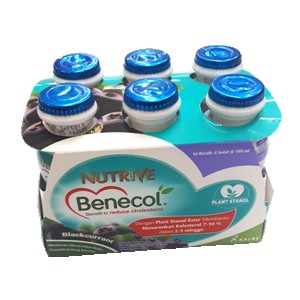 Isi Bersih: 6 botol @ 100 ml
NUTRIVE
Benecol
Benefit to reduce cholesterol
PLANT STANOL
Dengan Plant Stanol Ester Membantu
Menurunkan Kolesterol 7-10 %
dalam 2-3 minggu
Blackcurrant
KALBE